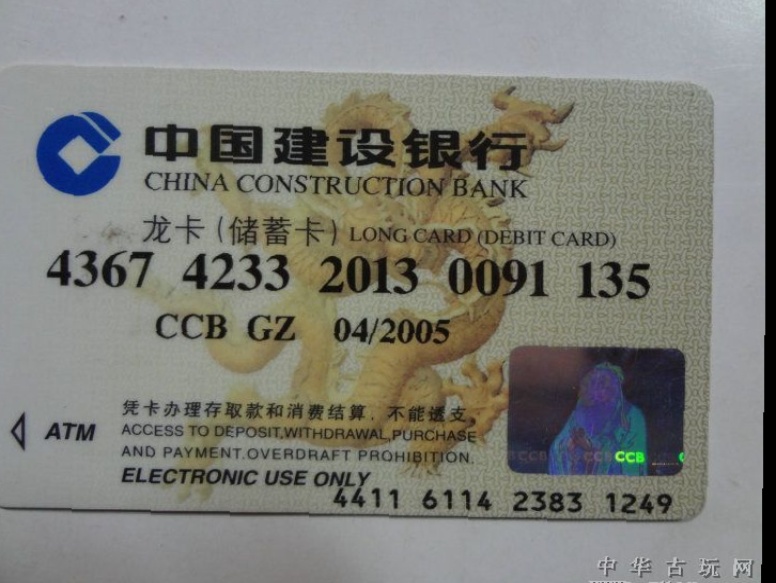 中国建设银行
CHINA CONSTRUCTION BANK
龙卡(储蓄卡) LONG CARD (DEBIT CARD)
4367 4233 2013 0091 135
CCB GZ 04/2005
凭卡办理存取款和消费结算,不能透支
ATM
ACCESS TO DEPOSIT,WITHDRAWAL,PURCHASE
AND PAYMENT.OVERDRAFT PROHIBITION.
ELECTRONIC USE ONLY
CCB CCB CCB
4411 6114 2383 1249
中华古玩网